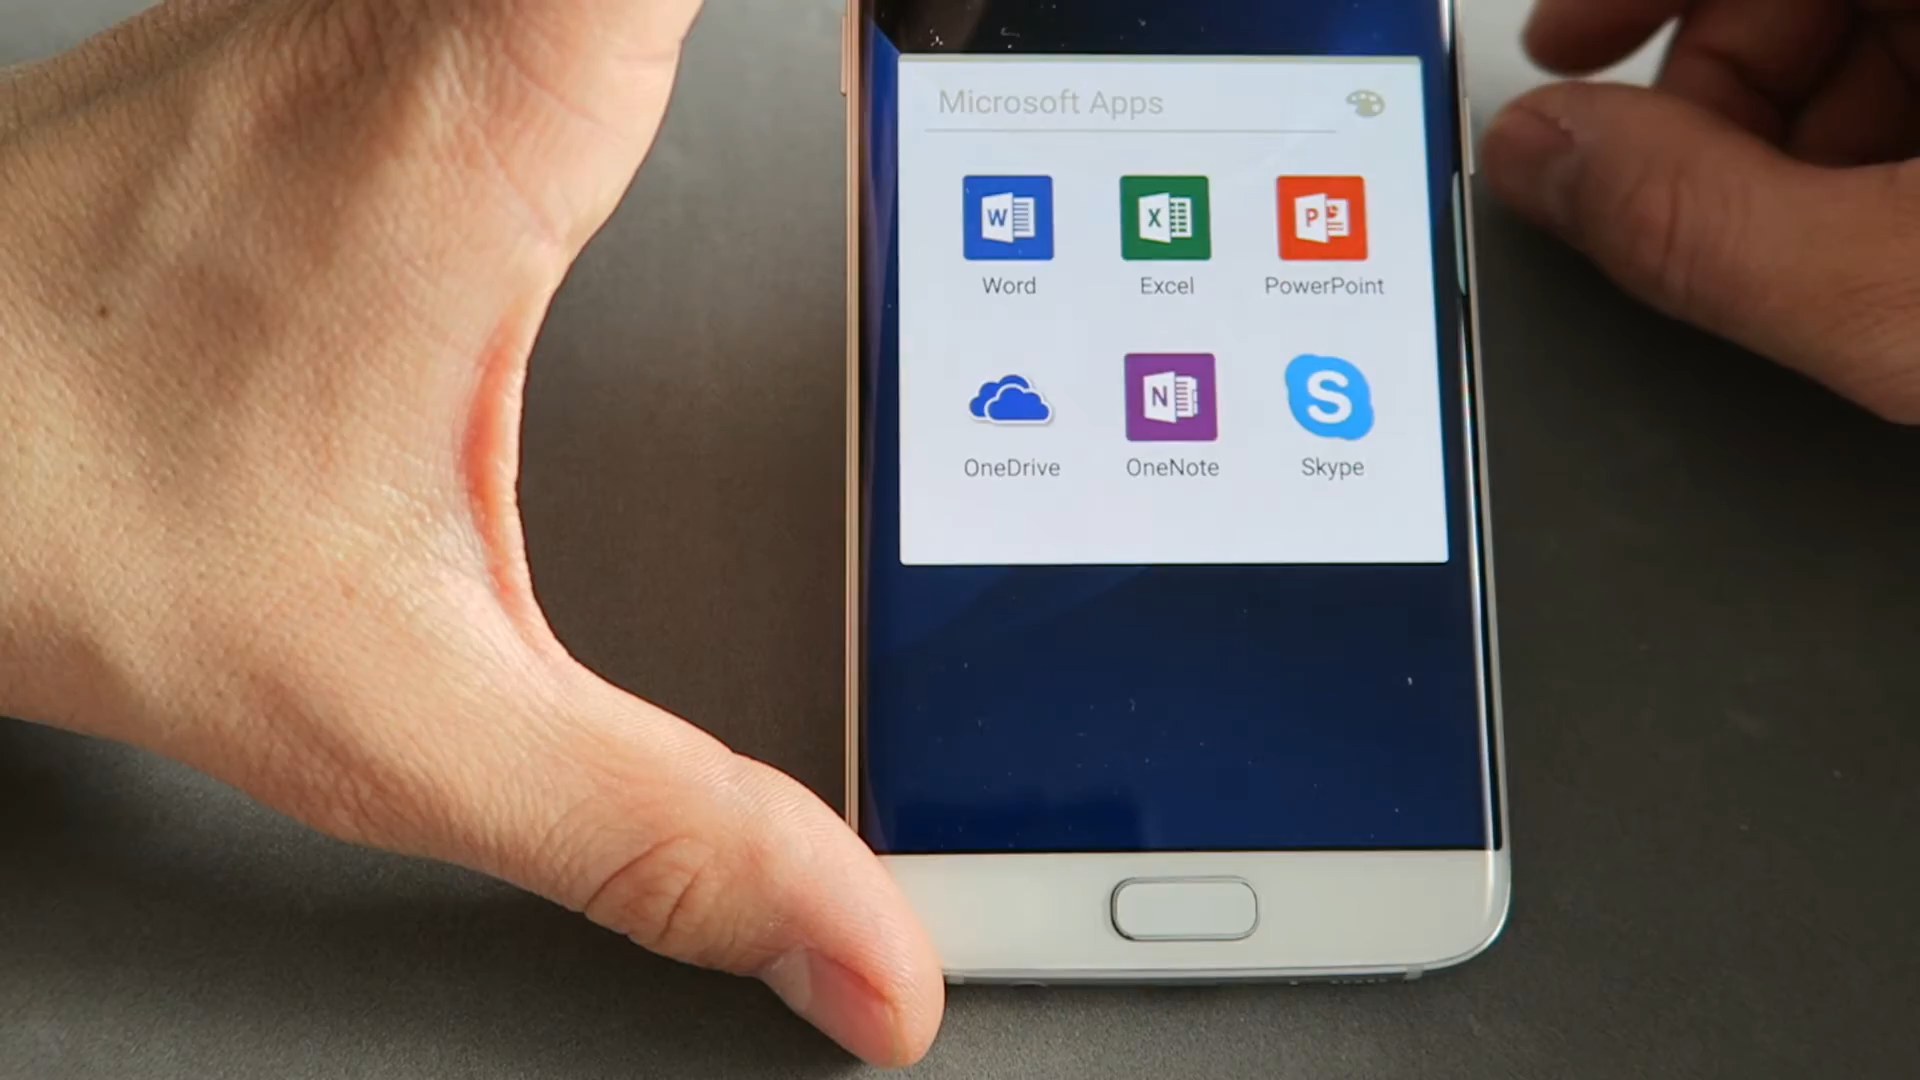 Microsoft Apps
W X P
Word Excel PowerPoint
N S
OneDrive OneNote Skype